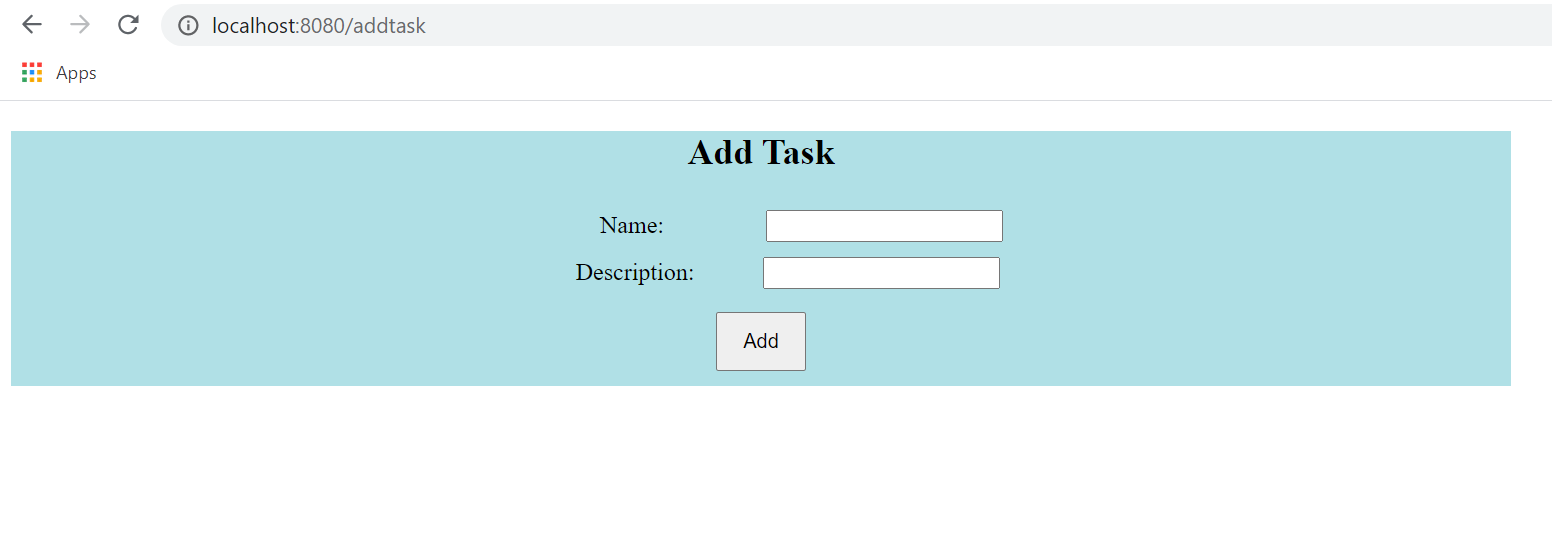 localhost:8080/addtask
Apps
Add Task
Name:
Description:
Add